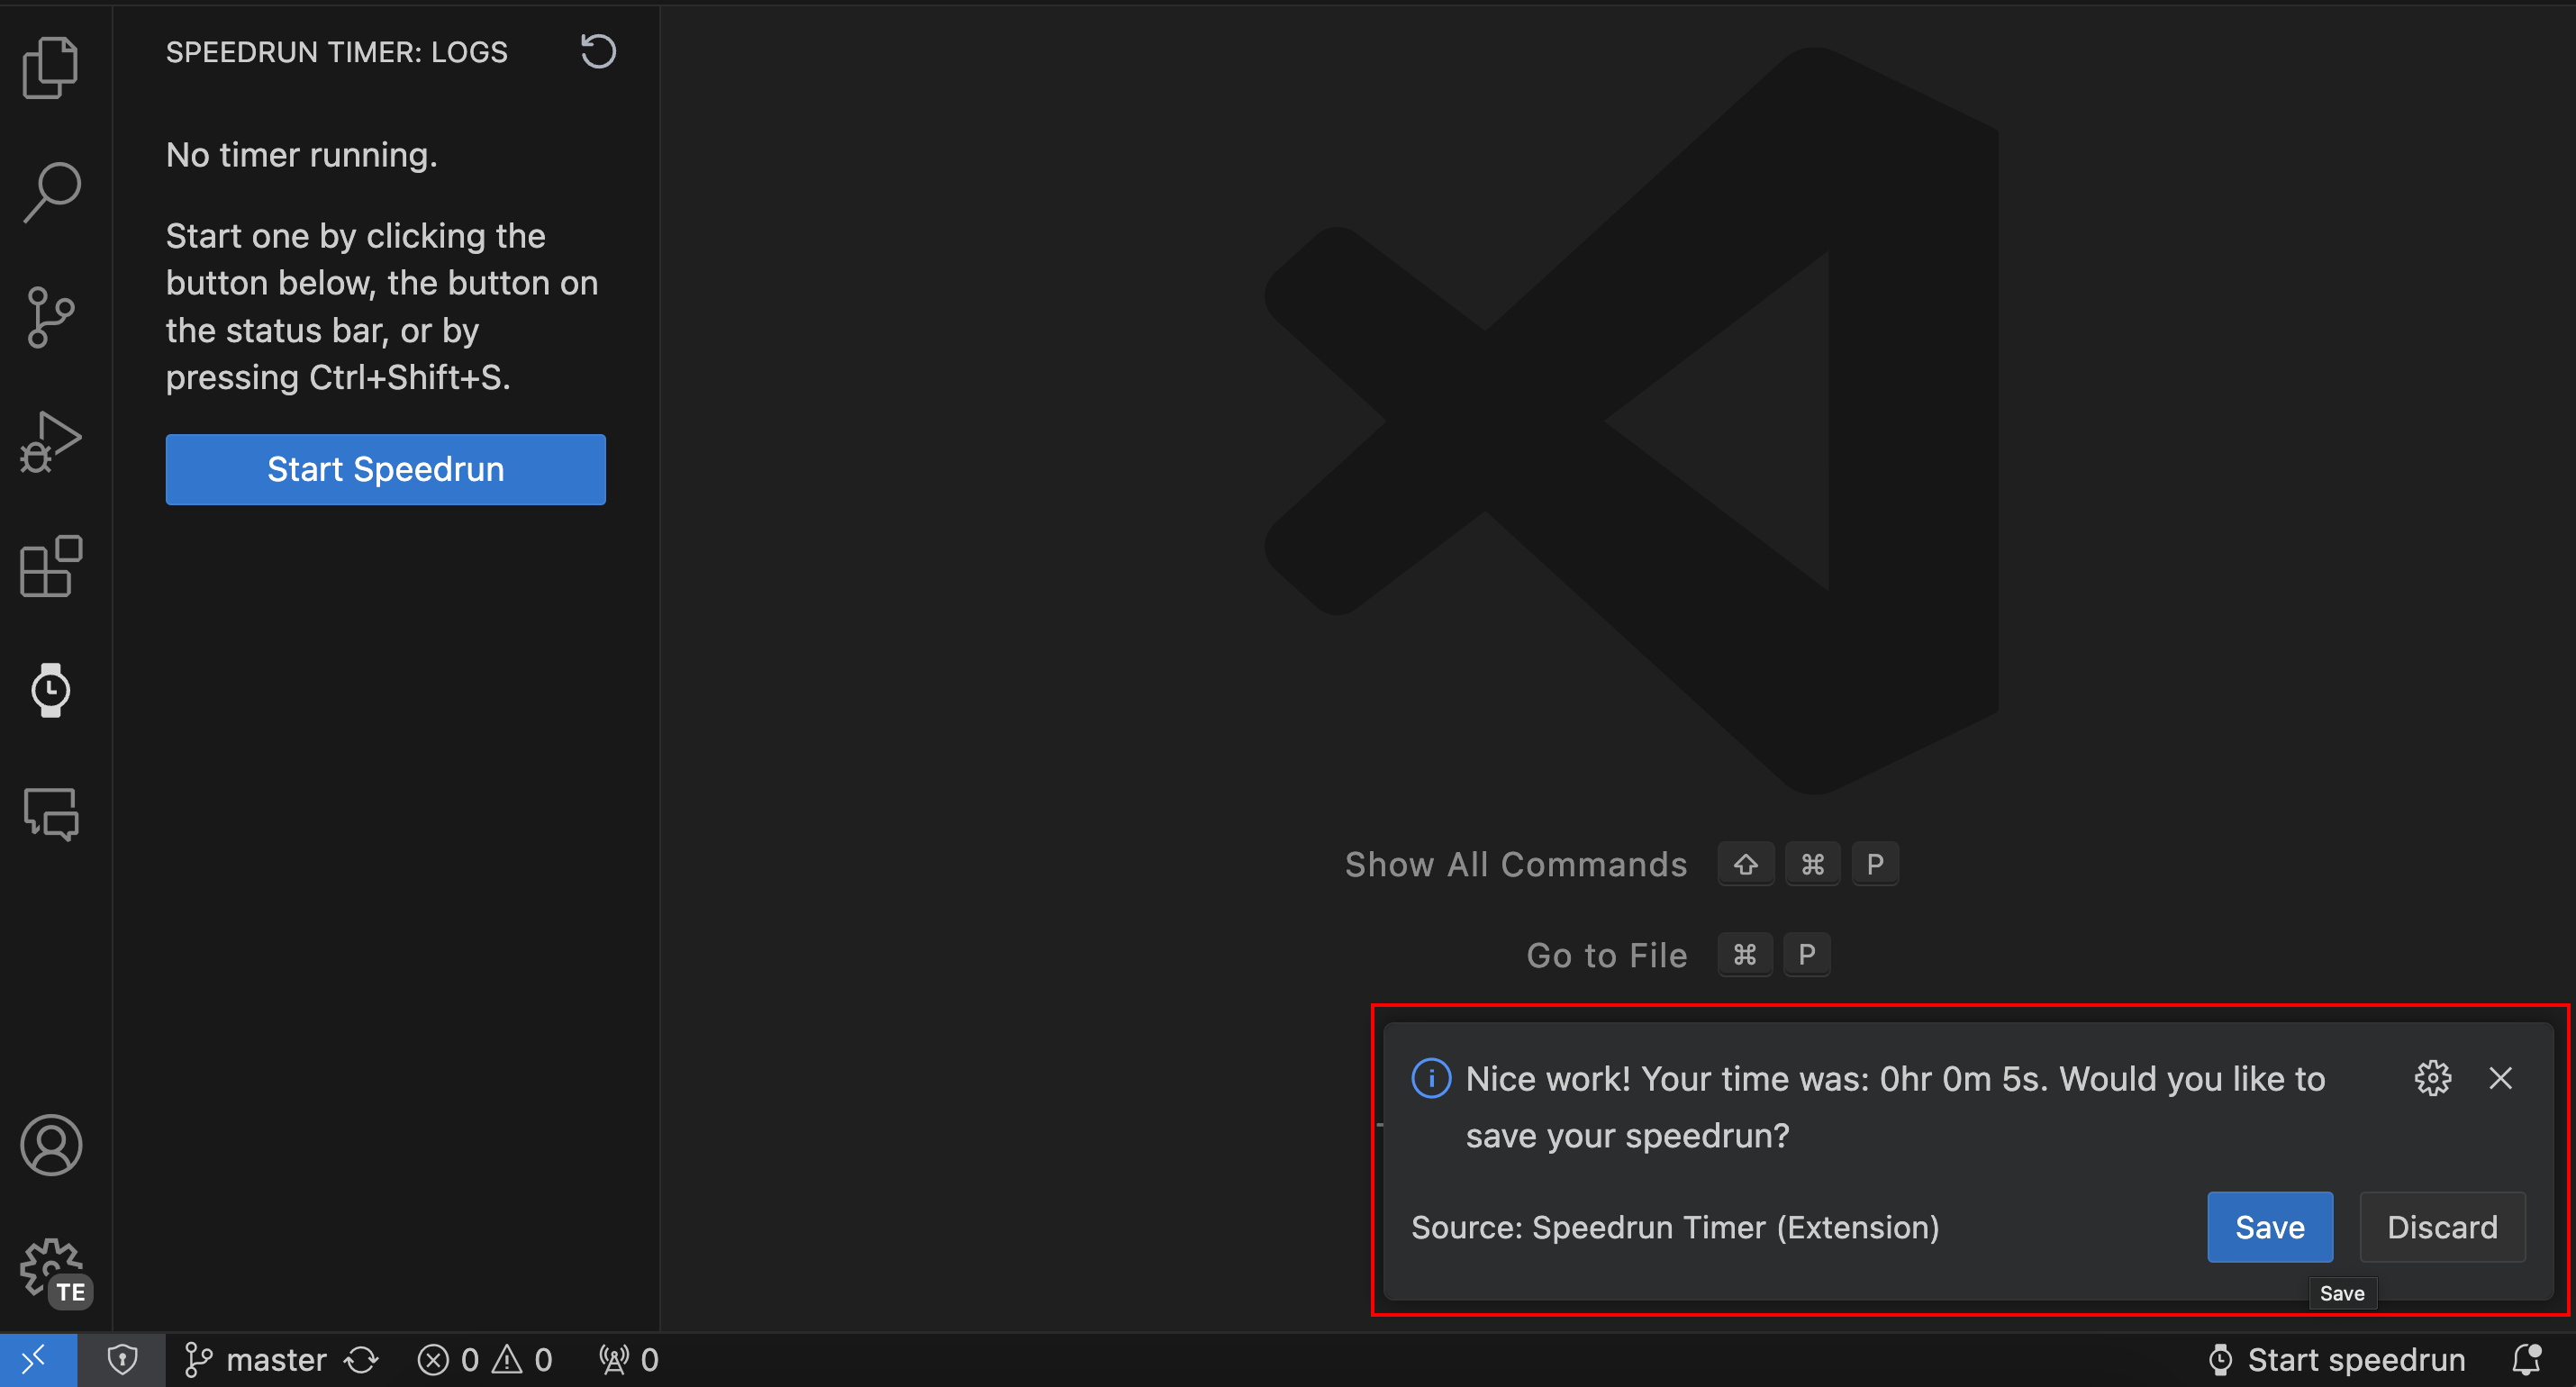 SPEEDRUN TIMER: LOGS
No timer running.
Start one by clicking the
button below, the button on
the status bar, or by
pressing Ctrl+Shift+S.
Start Speedrun
Show All Commands ⇧ ⌘ P
Go to File ⌘ P
Nice work! Your time was: 0hr 0m 5s. Would you like to
save your speedrun?
Source: Speedrun Timer (Extension)
Save
Discard
Save
TE
master
0
0
0
Start speedrun